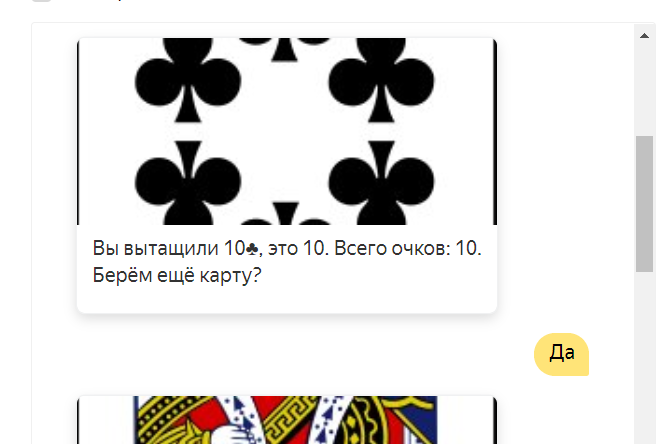 Вы вытащили 10♣, это 10. Всего очков: 10.
Берём ещё карту?
Да